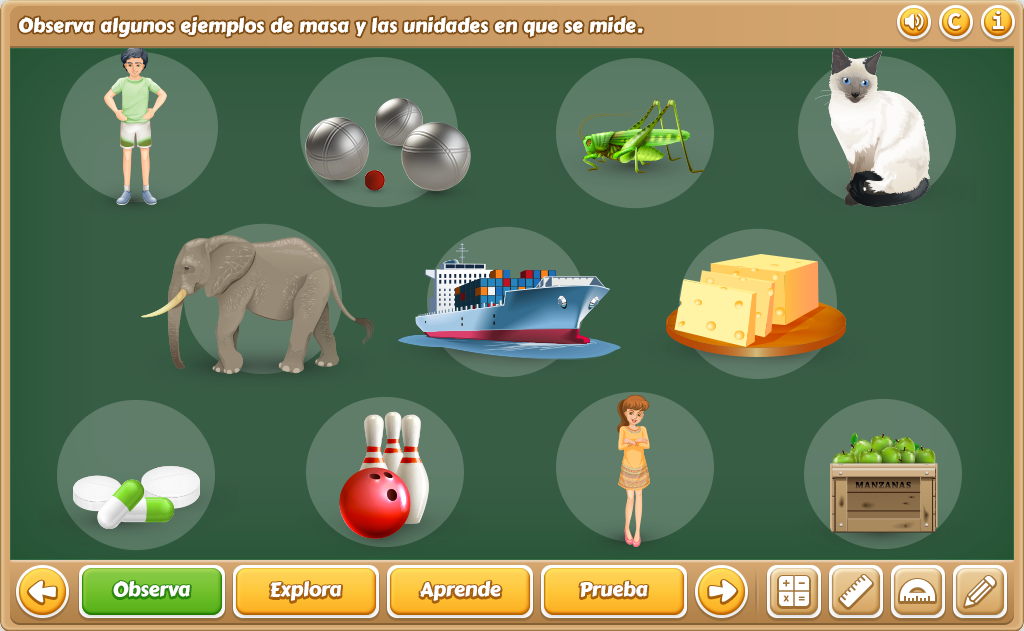 Observa algunos ejemplos de masa y las unidades en que se mide.
C
i
MANZANAS
Observa
Explora
Aprende
Prueba
+ -
x =